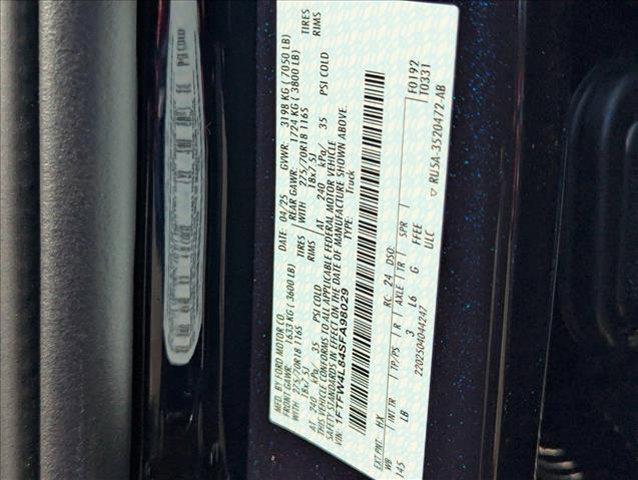 MFD. BY FORD MOTOR CO.
DATE: 04/25 GVWR: 3198 KG ( 7050 LB)
FRONT GAWR: 1633 KG (3600 LB) REAR GAWR: 1724 KG ( 3800 LB)
WITH 275/70R18 116S TIRES WITH 275/70R18 116S TIRES
18x7.5J RIMS 18x7.5J RIMS
AT 240 kPa/ 35 PSI COLD AT 240 kPa/ 35 PSI COLD
THIS VEHICLE CONFORMS TO ALL APPLICABLE FEDERAL MOTOR VEHICLE
SAFETY STANDARDS IN EFFECT ON THE DATE OF MANUFACTURE SHOWN ABOVE.
VIN: 1FTFW4L84SFA98029 TYPE: Truck
F0192
T0331
EXT PNT: HX RC: 24 DSO:
WB INT TR TP/PS R AXLE TR SPR
145 LB 3 L6 G FFEE
2202504044247 ULC
RU5A-3520472-AB